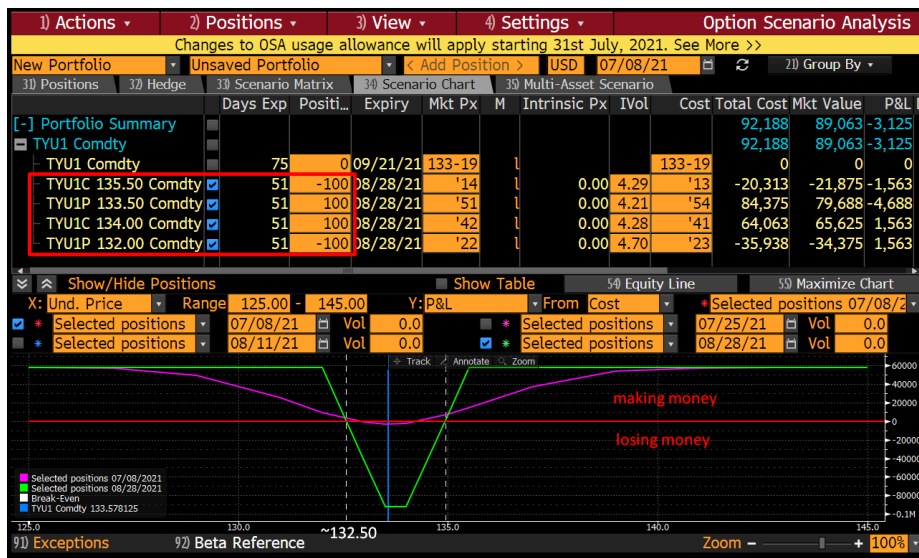 1) Actions 2) Positions 3) View 4) Settings Option Scenario Analysis
Changes to OSA usage allowance will apply starting 31st July, 2021. See More >>
New Portfolio Unsaved Portfolio < Add Position > USD 07/08/21 21) Group By
31) Positions 32) Hedge 33) Scenario Matrix 34) Scenario Chart 35) Multi-Asset Scenario
Days Exp Positi... Expiry Mkt Px M Intrinsic Px IVol Cost Total Cost Mkt Value P&L
[-] Portfolio Summary 92,188 89,063 -3,125
TYU1 Comdty 92,188 89,063 -3,125
TYU1 Comdty 75 0 09/21/21 133-19 l 133-19 0 0 0
TYU1C 135.50 Comdty 51 -100 08/28/21 '14 l 0.00 4.29 '13 -20,313 -21,875 -1,563
TYU1P 133.50 Comdty 51 100 08/28/21 '51 l 0.00 4.21 '54 84,375 79,688 -4,688
TYU1C 134.00 Comdty 51 100 08/28/21 '42 l 0.00 4.28 '41 64,063 65,625 1,563
TYU1P 132.00 Comdty 51 -100 08/28/21 '22 l 0.00 4.70 '23 -35,938 -34,375 1,563
Show/Hide Positions Show Table 54) Equity Line 55) Maximize Chart
X: Und. Price Range 125.00 - 145.00 Y: P&L From Cost * Selected positions 07/08/2
* Selected positions 07/08/21 Vol 0.0 * Selected positions 07/25/21 Vol 0.0
* Selected positions 08/11/21 Vol 0.0 * Selected positions 08/28/21 Vol 0.0
Track Annotate Zoom
60000
40000
making money
20000
0
losing money
-20000
-40000
-60000
Selected positions 07/08/2021
Selected positions 08/28/2021
-80000
Break-Even
TYU1 Comdty 133.578125
-0.1M
125.0 130.0 ~132.50 135.0 140.0 145.0
91) Exceptions 92) Beta Reference Zoom - + 100%